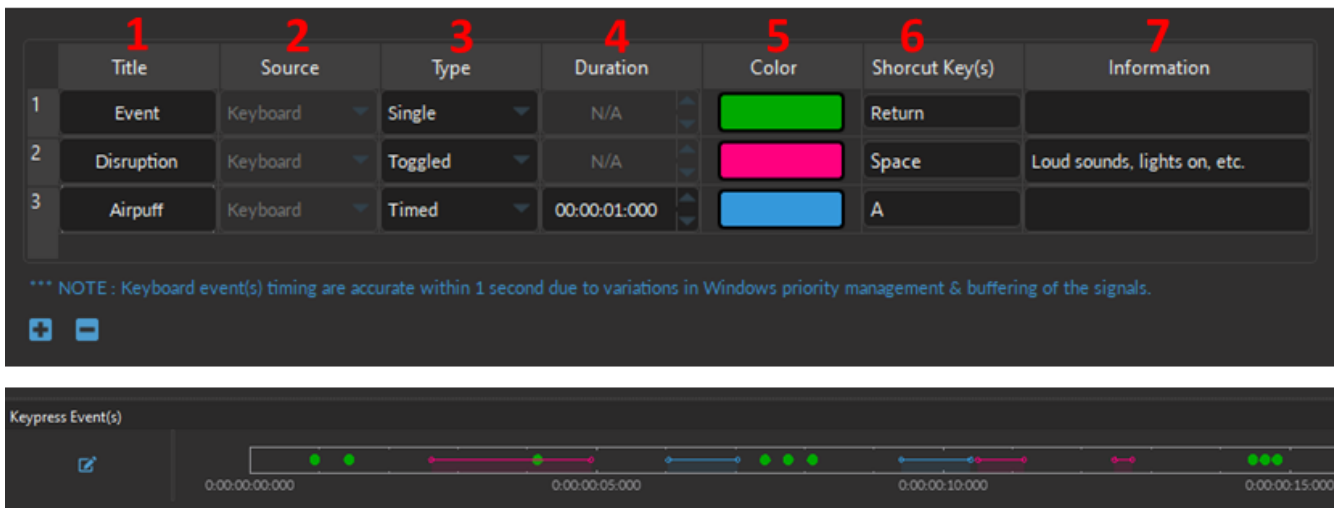 1 2 3 4 5 6 7
Title Source Type Duration Color Shorcut Key(s) Information
1 Event Keyboard Single N/A Return
2 Disruption Keyboard Toggled N/A Space Loud sounds, lights on, etc.
3 Airpuff Keyboard Timed 00:00:01:000 A
*** NOTE : Keyboard event(s) timing are accurate within 1 second due to variations in Windows priority management & buffering of the signals.
Keypress Event(s)
0:00:00:00:000 0:00:00:05:000 0:00:00:10:000 0:00:00:15:000